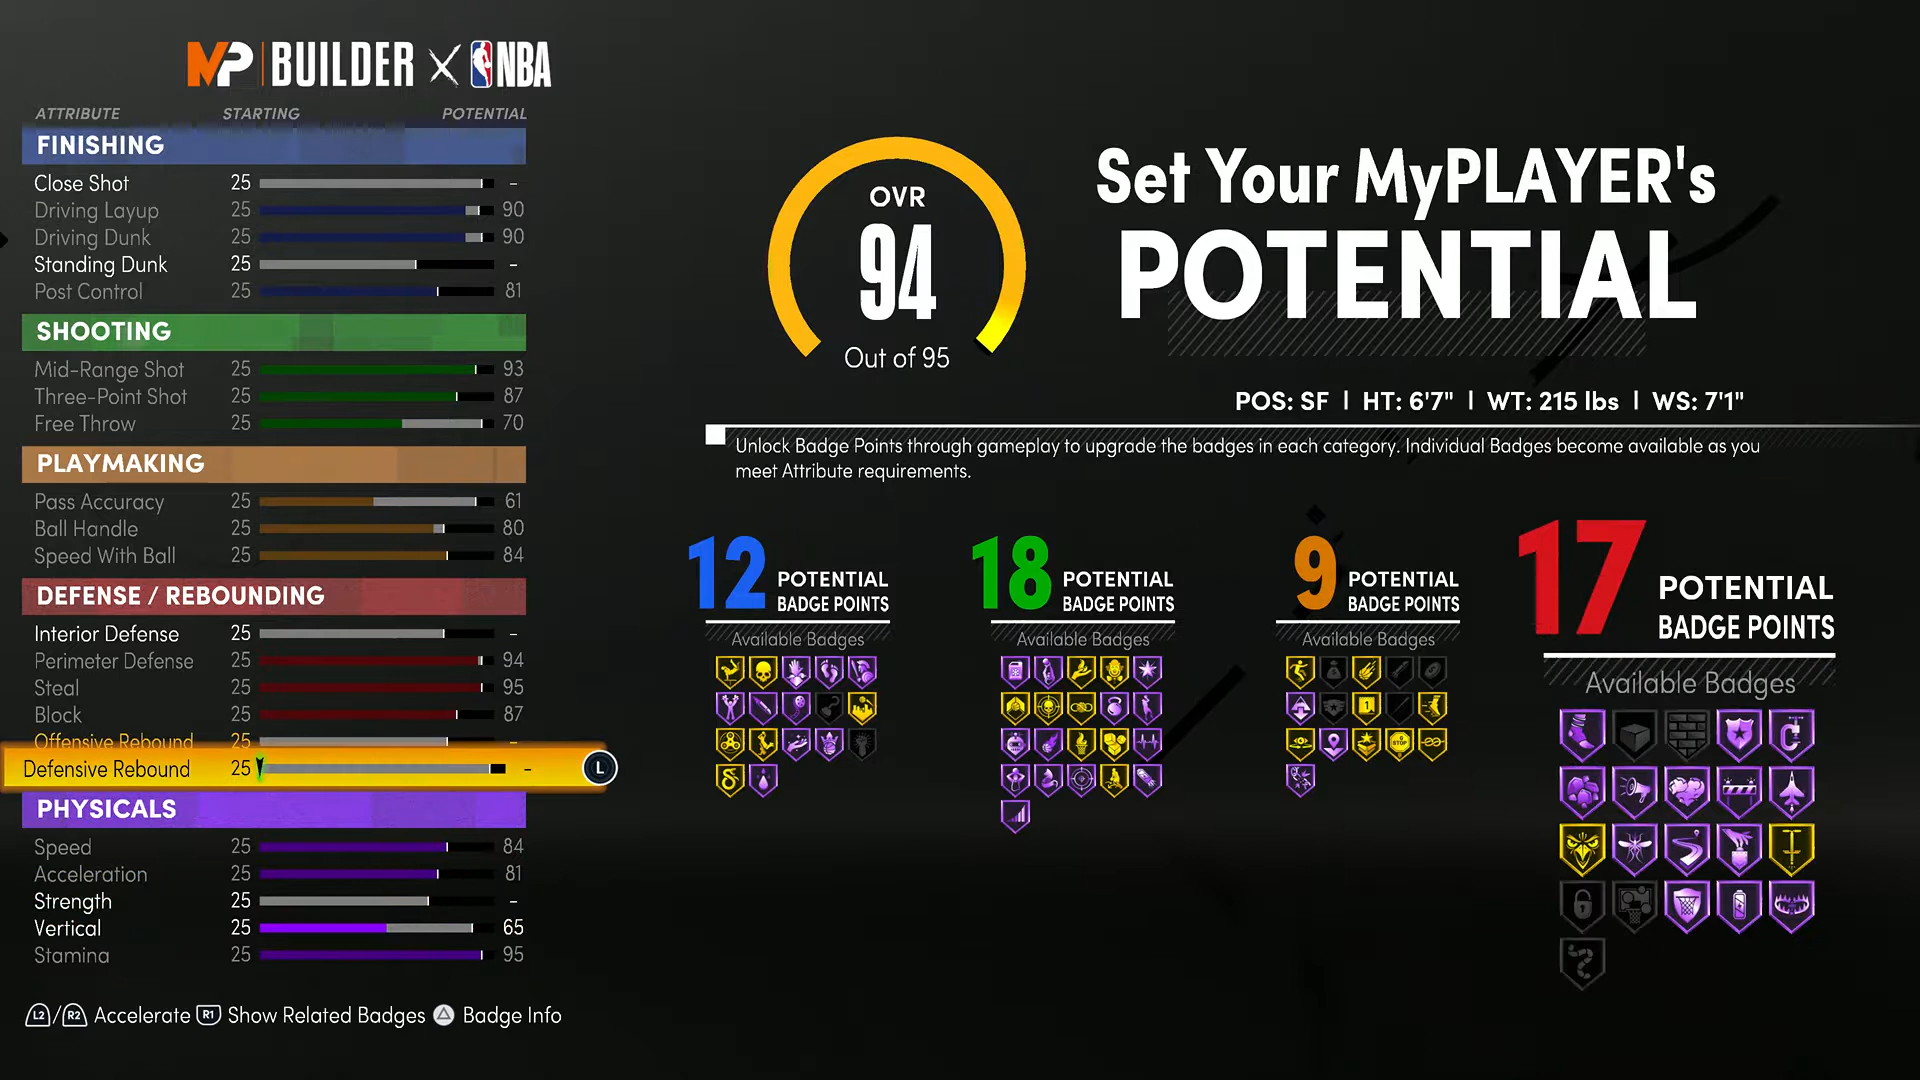 MP | BUILDER X NBA
ATTRIBUTE STARTING POTENTIAL
FINISHING
Close Shot 25 -
Driving Layup 25 90
Driving Dunk 25 90
Standing Dunk 25 -
Post Control 25 81
SHOOTING
Mid-Range Shot 25 93
Three-Point Shot 25 87
Free Throw 25 70
PLAYMAKING
Pass Accuracy 25 61
Ball Handle 25 80
Speed With Ball 25 84
DEFENSE / REBOUNDING
Interior Defense 25 -
Perimeter Defense 25 94
Steal 25 95
Block 25 87
Offensive Rebound 25 -
Defensive Rebound 25 - L
PHYSICALS
Speed 25 84
Acceleration 25 81
Strength 25 -
Vertical 25 65
Stamina 25 95
L2/R2 Accelerate R1 Show Related Badges Badge Info
OVR
94
Out of 95
Set Your MyPLAYER's
POTENTIAL
POS: SF | HT: 6'7" | WT: 215 lbs | WS: 7'1"
Unlock Badge Points through gameplay to upgrade the badges in each category. Individual Badges become available as you
meet Attribute requirements.
12 POTENTIAL
BADGE POINTS
Available Badges
18 POTENTIAL
BADGE POINTS
Available Badges
9 POTENTIAL
BADGE POINTS
Available Badges
17 POTENTIAL
BADGE POINTS
Available Badges